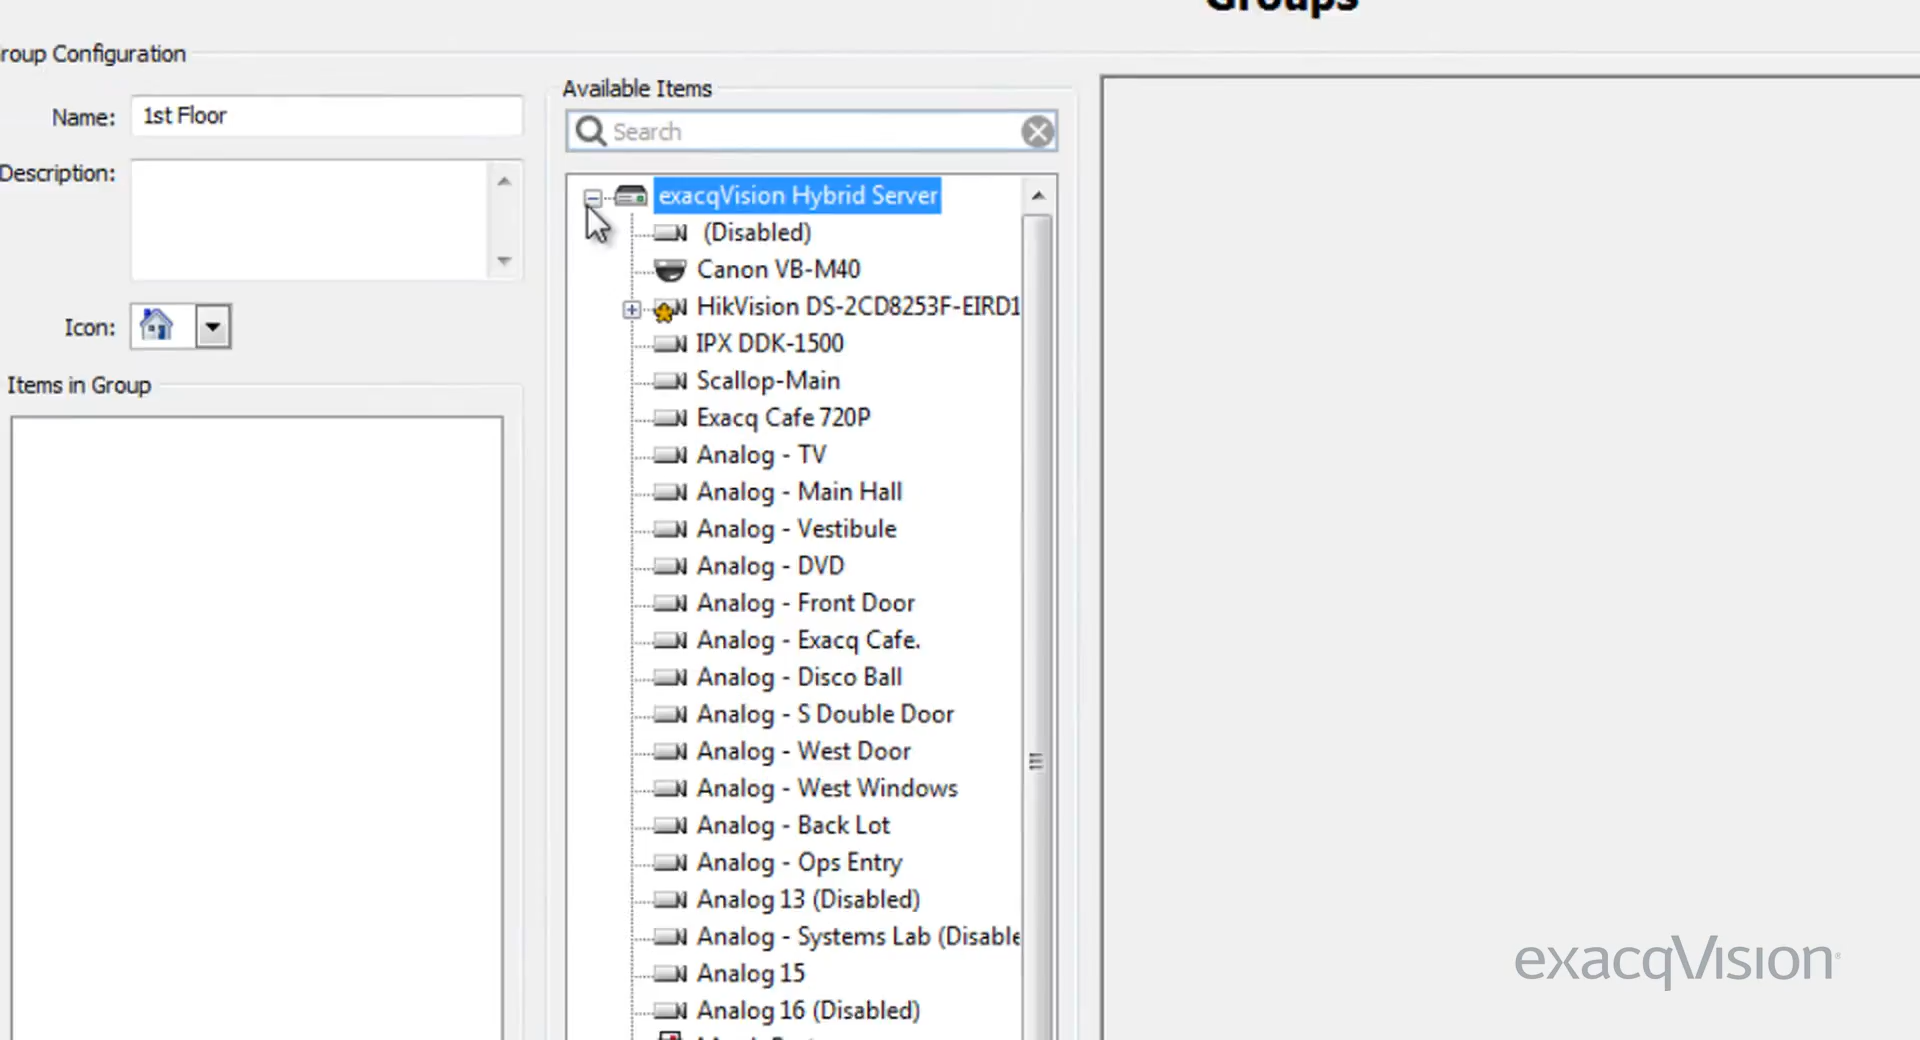 Groups
roup Configuration
Name:
1st Floor
Description:
Icon:
Items in Group
Available Items
Search
exacqVision Hybrid Server
(Disabled)
Canon VB-M40
HikVision DS-2CD8253F-EIRD1
IPX DDK-1500
Scallop-Main
Exacq Cafe 720P
Analog - TV
Analog - Main Hall
Analog - Vestibule
Analog - DVD
Analog - Front Door
Analog - Exacq Cafe.
Analog - Disco Ball
Analog - S Double Door
Analog - West Door
Analog - West Windows
Analog - Back Lot
Analog - Ops Entry
Analog 13 (Disabled)
Analog - Systems Lab (Disable
Analog 15
Analog 16 (Disabled)
exacqVision